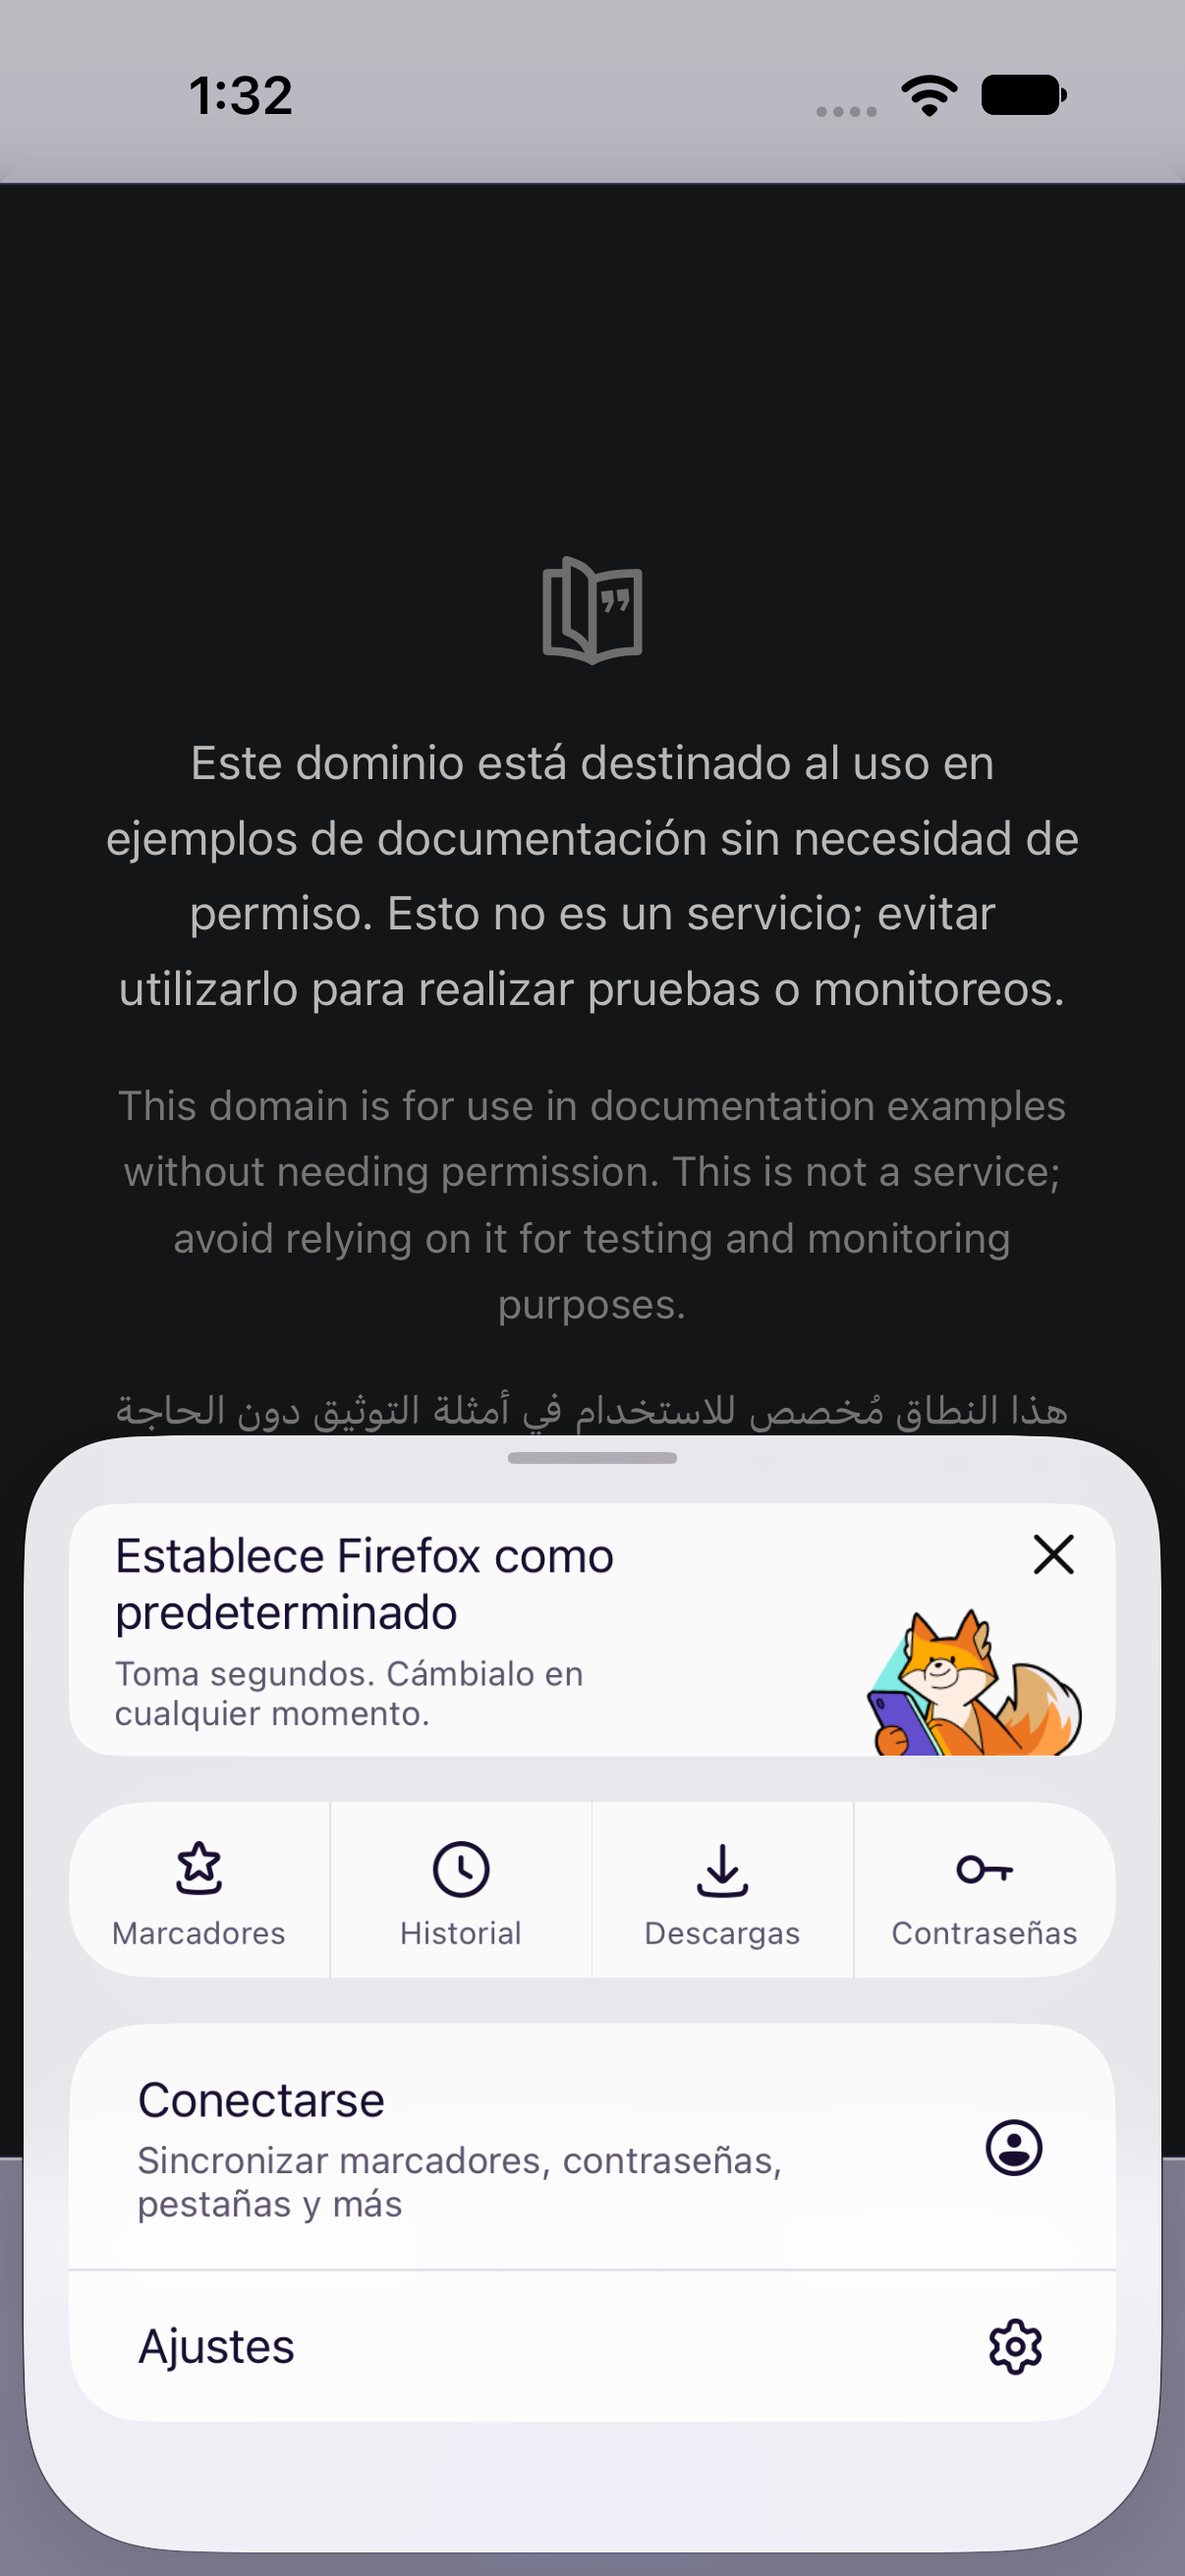 1:32
Este dominio está destinado al uso en
ejemplos de documentación sin necesidad de
permiso. Esto no es un servicio; evitar
utilizarlo para realizar pruebas o monitoreos.
This domain is for use in documentation examples
without needing permission. This is not a service;
avoid relying on it for testing and monitoring
purposes.
هذا النطاق مُخصص للاستخدام في أمثلة التوثيق دون الحاجة
Establece Firefox como
predeterminado
Toma segundos. Cámbialo en
cualquier momento.
Marcadores
Historial
Descargas
Contraseñas
Conectarse
Sincronizar marcadores, contraseñas,
pestañas y más
Ajustes